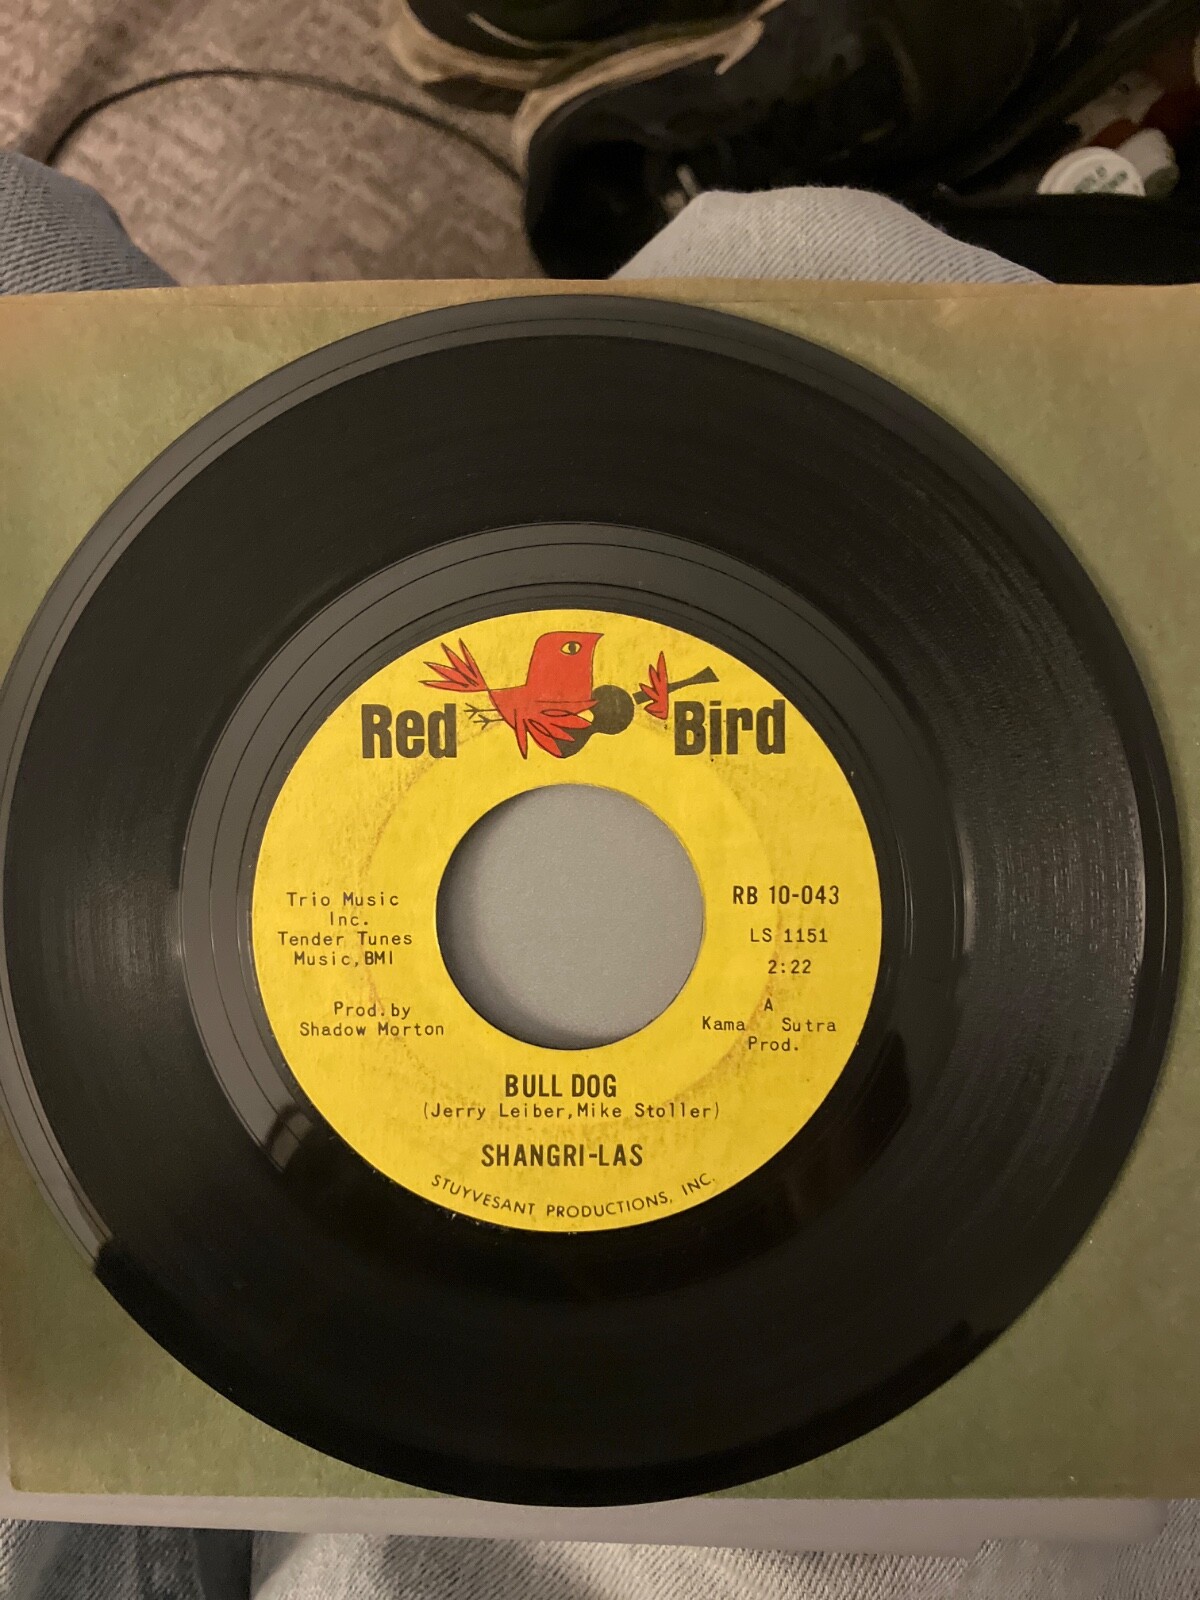 Red Bird
Trio Music
Inc.
Tender Tunes
Music, BMI
Prod. by
Shadow Morton
RB 10-043
LS 1151
2:22
A
Kama Sutra
Prod.
BULL DOG
(Jerry Leiber, Mike Stoller)
SHANGRI-LAS
STUYVESANT PRODUCTIONS, INC.